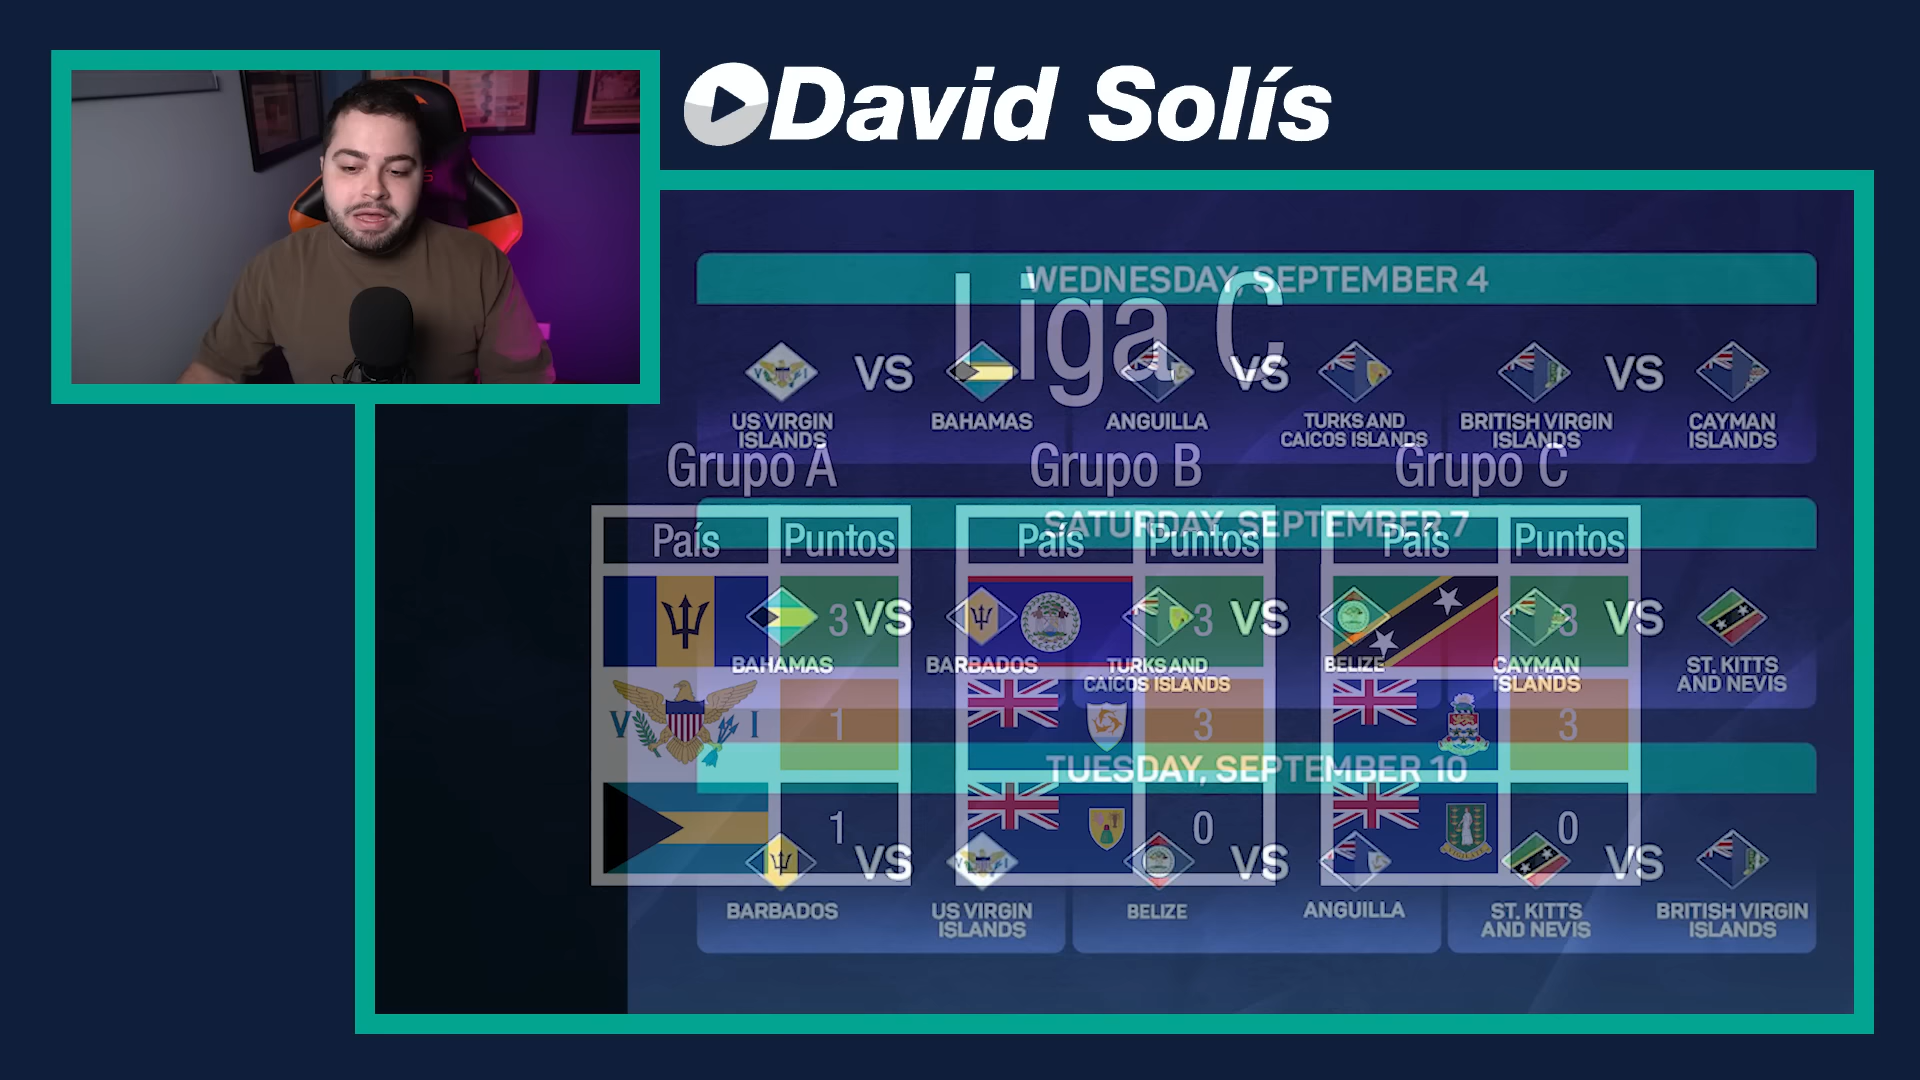 David Solís
WEDNESDAY, SEPTEMBER 4
Liga C
VS
VS
VS
US VIRGIN ISLANDS
BAHAMAS
ANGUILLA
TURKS AND CAICOS ISLANDS
BRITISH VIRGIN ISLANDS
CAYMAN ISLANDS
Grupo A
Grupo B
Grupo C
SATURDAY, SEPTEMBER 7
País Puntos
País Puntos
País Puntos
3 VS
3 VS
3 VS
BAHAMAS
BARBADOS
TURKS AND CAICOS ISLANDS
BELIZE
CAYMAN ISLANDS
ST. KITTS AND NEVIS
V I
1
3
3
TUESDAY, SEPTEMBER 10
1
0
0
VS
VS
VS
BARBADOS
US VIRGIN ISLANDS
BELIZE
ANGUILLA
ST. KITTS AND NEVIS
BRITISH VIRGIN ISLANDS